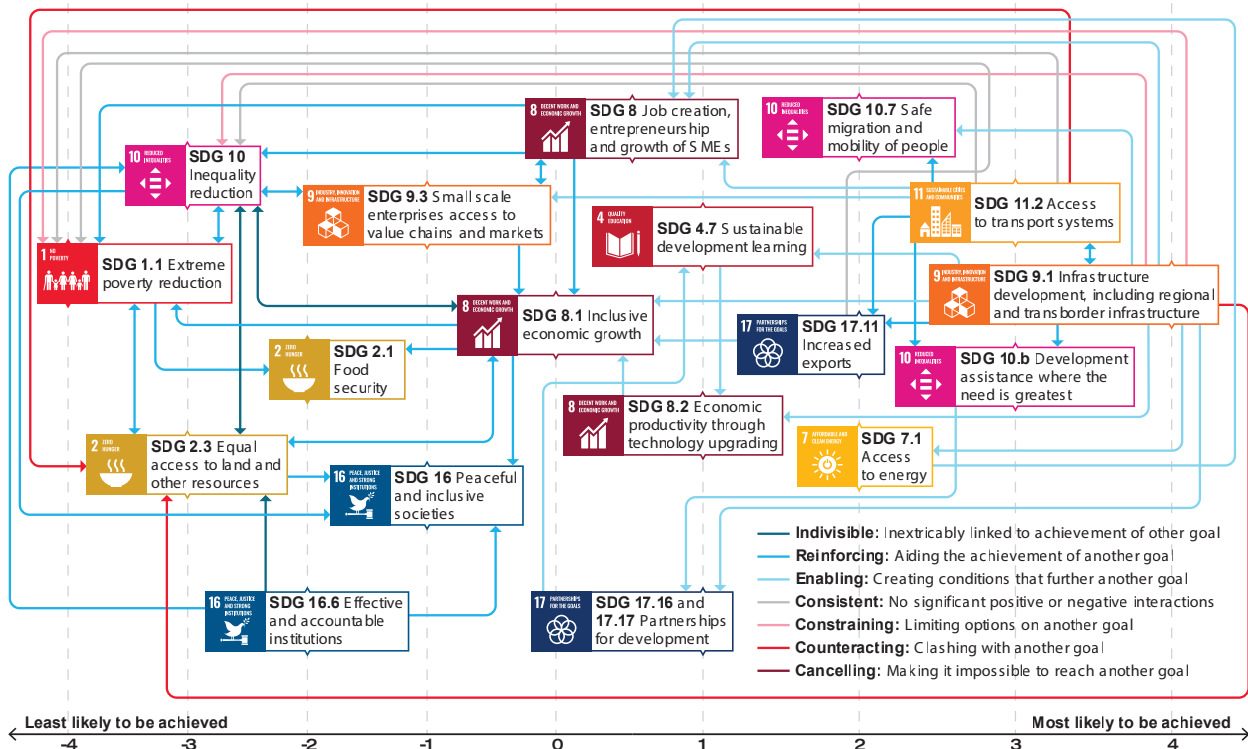 8 DECENT WORK AND
ECONOMIC GROWTH
SDG 8 Job creation,
entrepreneurship
and growth of SMEs
10 REDUCED
INEQUALITIES
SDG 10.7 Safe
migration and
mobility of people
10 REDUCED
INEQUALITIES
SDG 10
Inequality
reduction
9 INDUSTRY, INNOVATION
AND INFRASTRUCTURE
SDG 9.3 Small scale
enterprises access to
value chains and markets
11 SUSTAINABLE CITIES
AND COMMUNITIES
SDG 11.2 Access
to transport systems
4 QUALITY
EDUCATION
SDG 4.7 Sustainable
development learning
1 NO
POVERTY
SDG 1.1 Extreme
poverty reduction
9 INDUSTRY, INNOVATION
AND INFRASTRUCTURE
SDG 9.1 Infrastructure
development, including regional
and transborder infrastructure
8 DECENT WORK AND
ECONOMIC GROWTH
SDG 8.1 Inclusive
economic growth
17 PARTNERSHIPS
FOR THE GOALS
SDG 17.11
Increased
exports
2 ZERO
HUNGER
SDG 2.1
Food
security
10 REDUCED
INEQUALITIES
SDG 10.b Development
assistance where the
need is greatest
8 DECENT WORK AND
ECONOMIC GROWTH
SDG 8.2 Economic
productivity through
technology upgrading
7 AFFORDABLE AND
CLEAN ENERGY
SDG 7.1
Access
to energy
2 ZERO
HUNGER
SDG 2.3 Equal
access to land and
other resources
16 PEACE, JUSTICE
AND STRONG
INSTITUTIONS
SDG 16 Peaceful
and inclusive
societies
16 PEACE, JUSTICE
AND STRONG
INSTITUTIONS
SDG 16.6 Effective
and accountable
institutions
17 PARTNERSHIPS
FOR THE GOALS
SDG 17.16 and
17.17 Partnerships
for development
Indivisible: Inextricably linked to achievement of other goal
Reinforcing: Aiding the achievement of another goal
Enabling: Creating conditions that further another goal
Consistent: No significant positive or negative interactions
Constraining: Limiting options on another goal
Counteracting: Clashing with another goal
Cancelling: Making it impossible to reach another goal
Least likely to be achieved
Most likely to be achieved
-4 -3 -2 -1 0 1 2 3 4